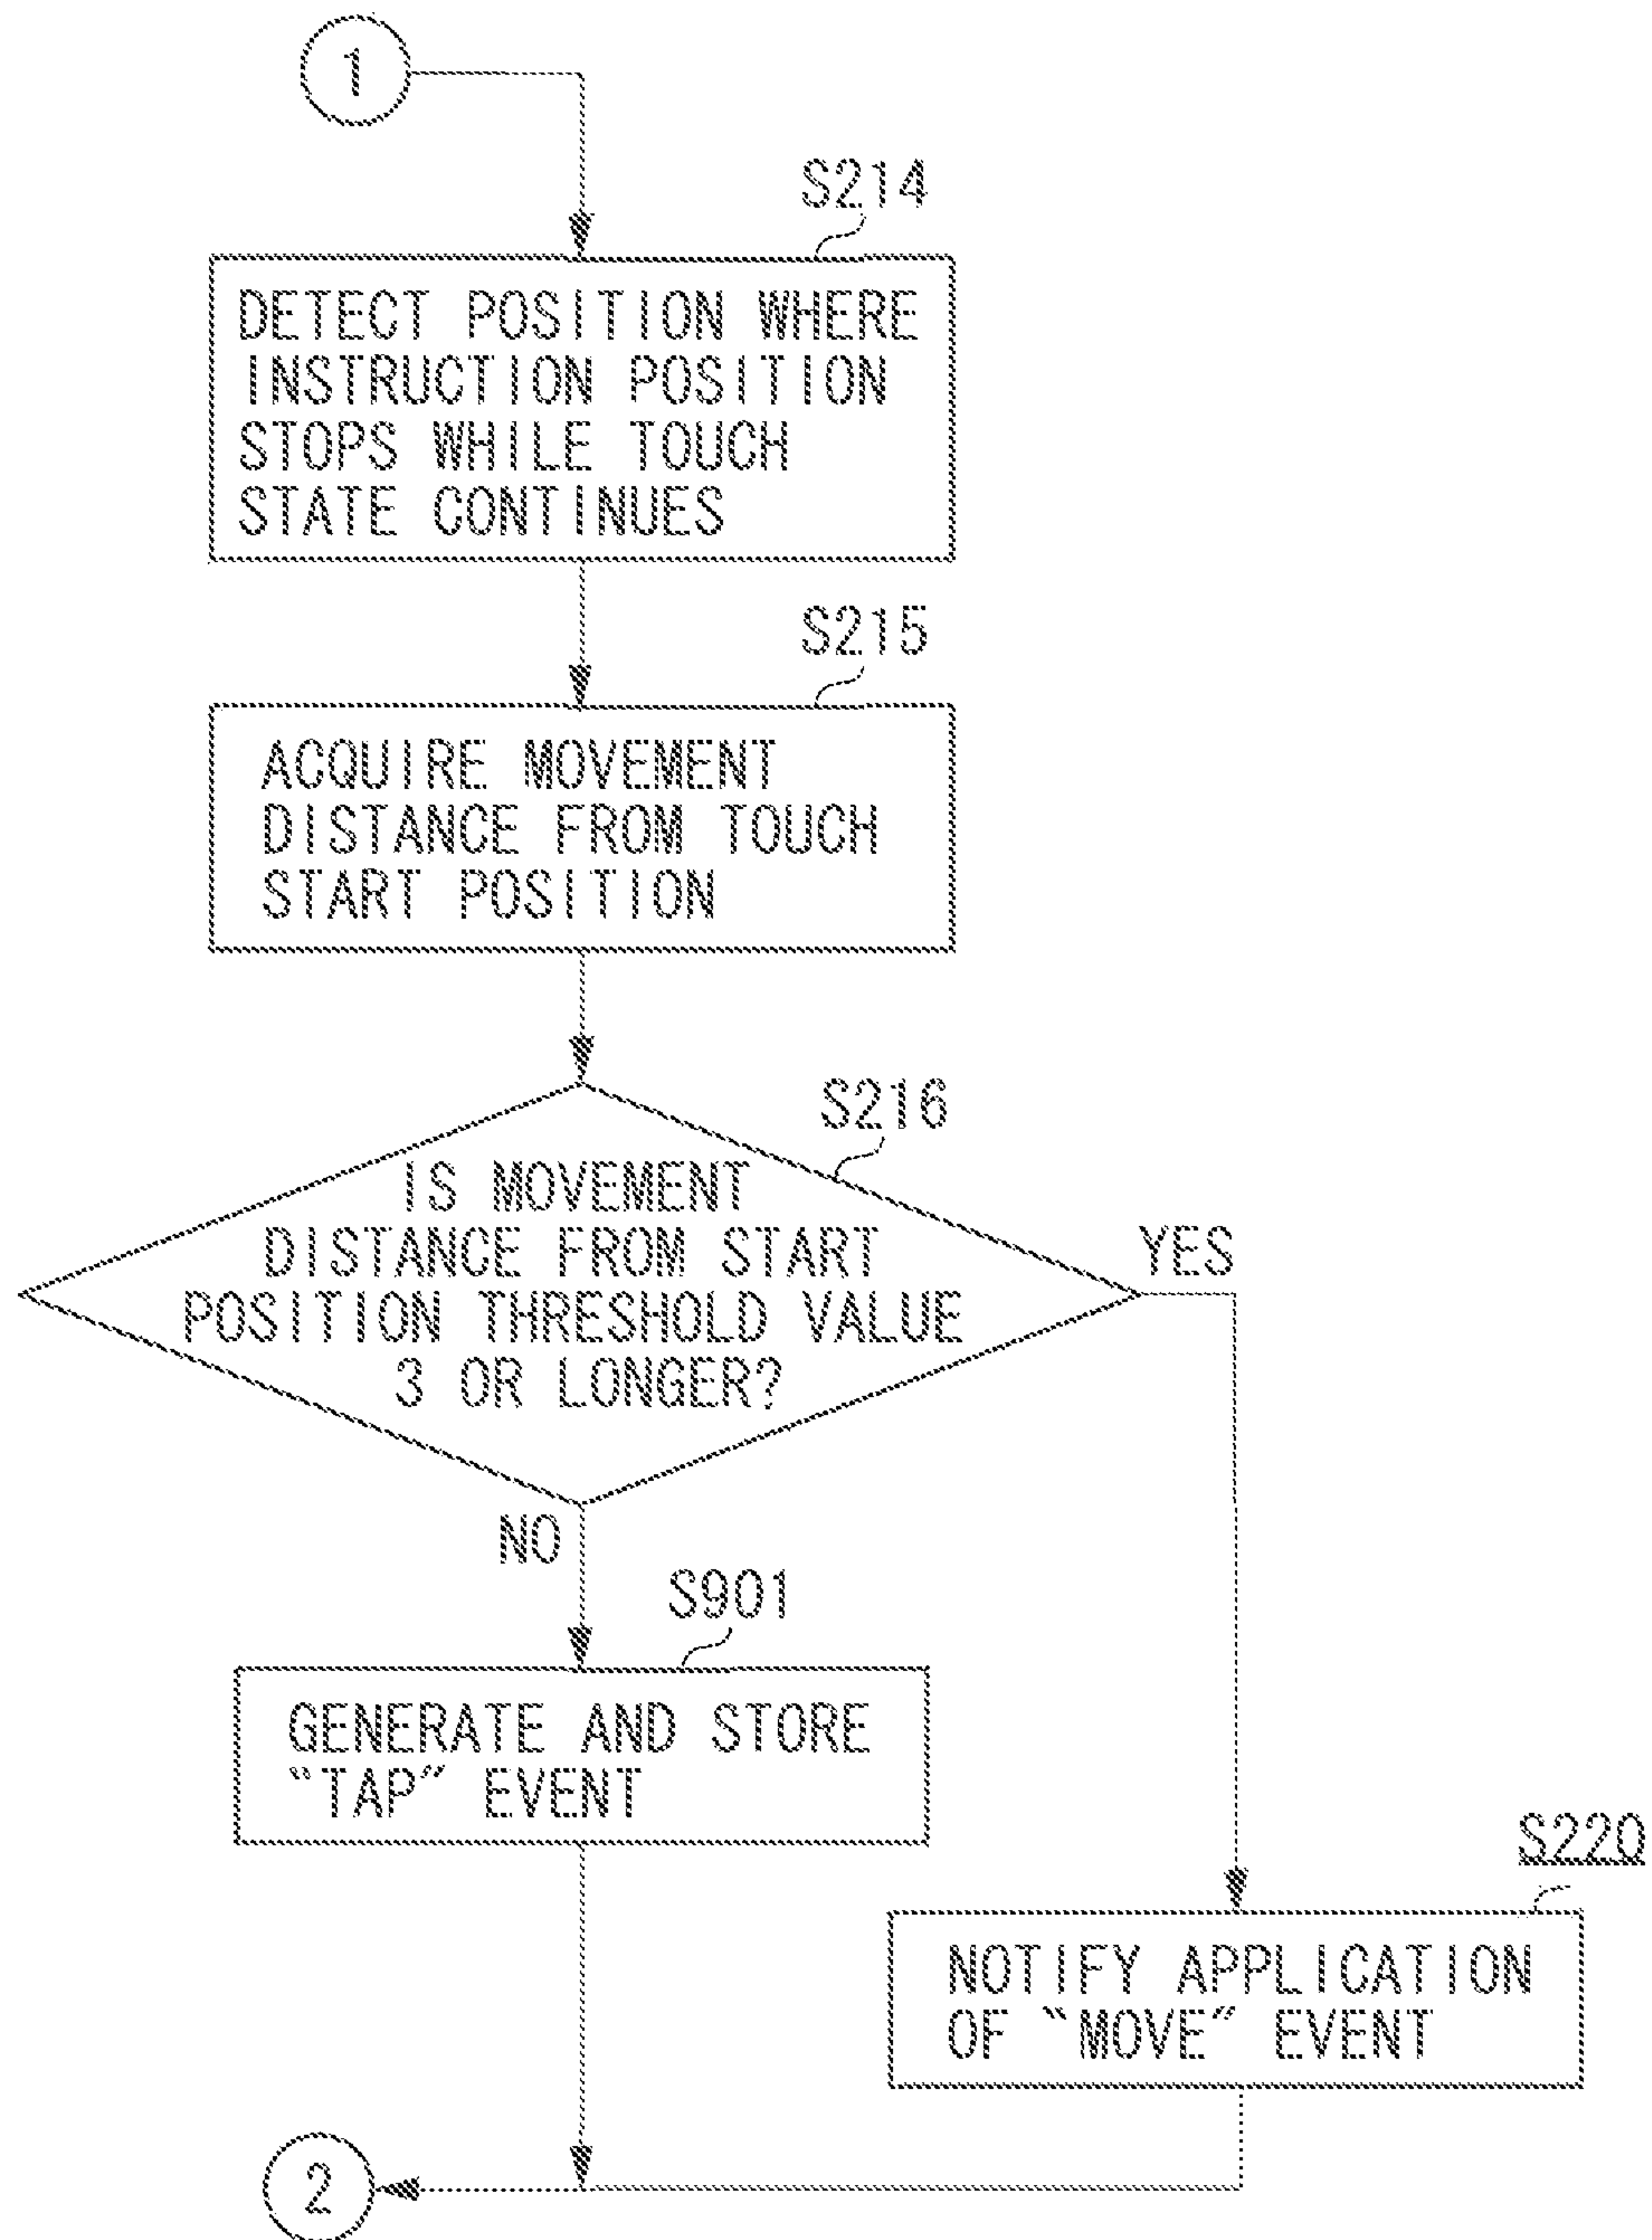 1
S214
DETECT POSITION WHERE
INSTRUCTION POSITION
STOPS WHILE TOUCH
STATE CONTINUES
S215
ACQUIRE MOVEMENT
DISTANCE FROM TOUCH
START POSITION
S216
IS MOVEMENT
DISTANCE FROM START
POSITION THRESHOLD VALUE
3 OR LONGER?
YES
NO
S901
GENERATE AND STORE
“TAP” EVENT
S220
NOTIFY APPLICATION
OF “MOVE” EVENT
2